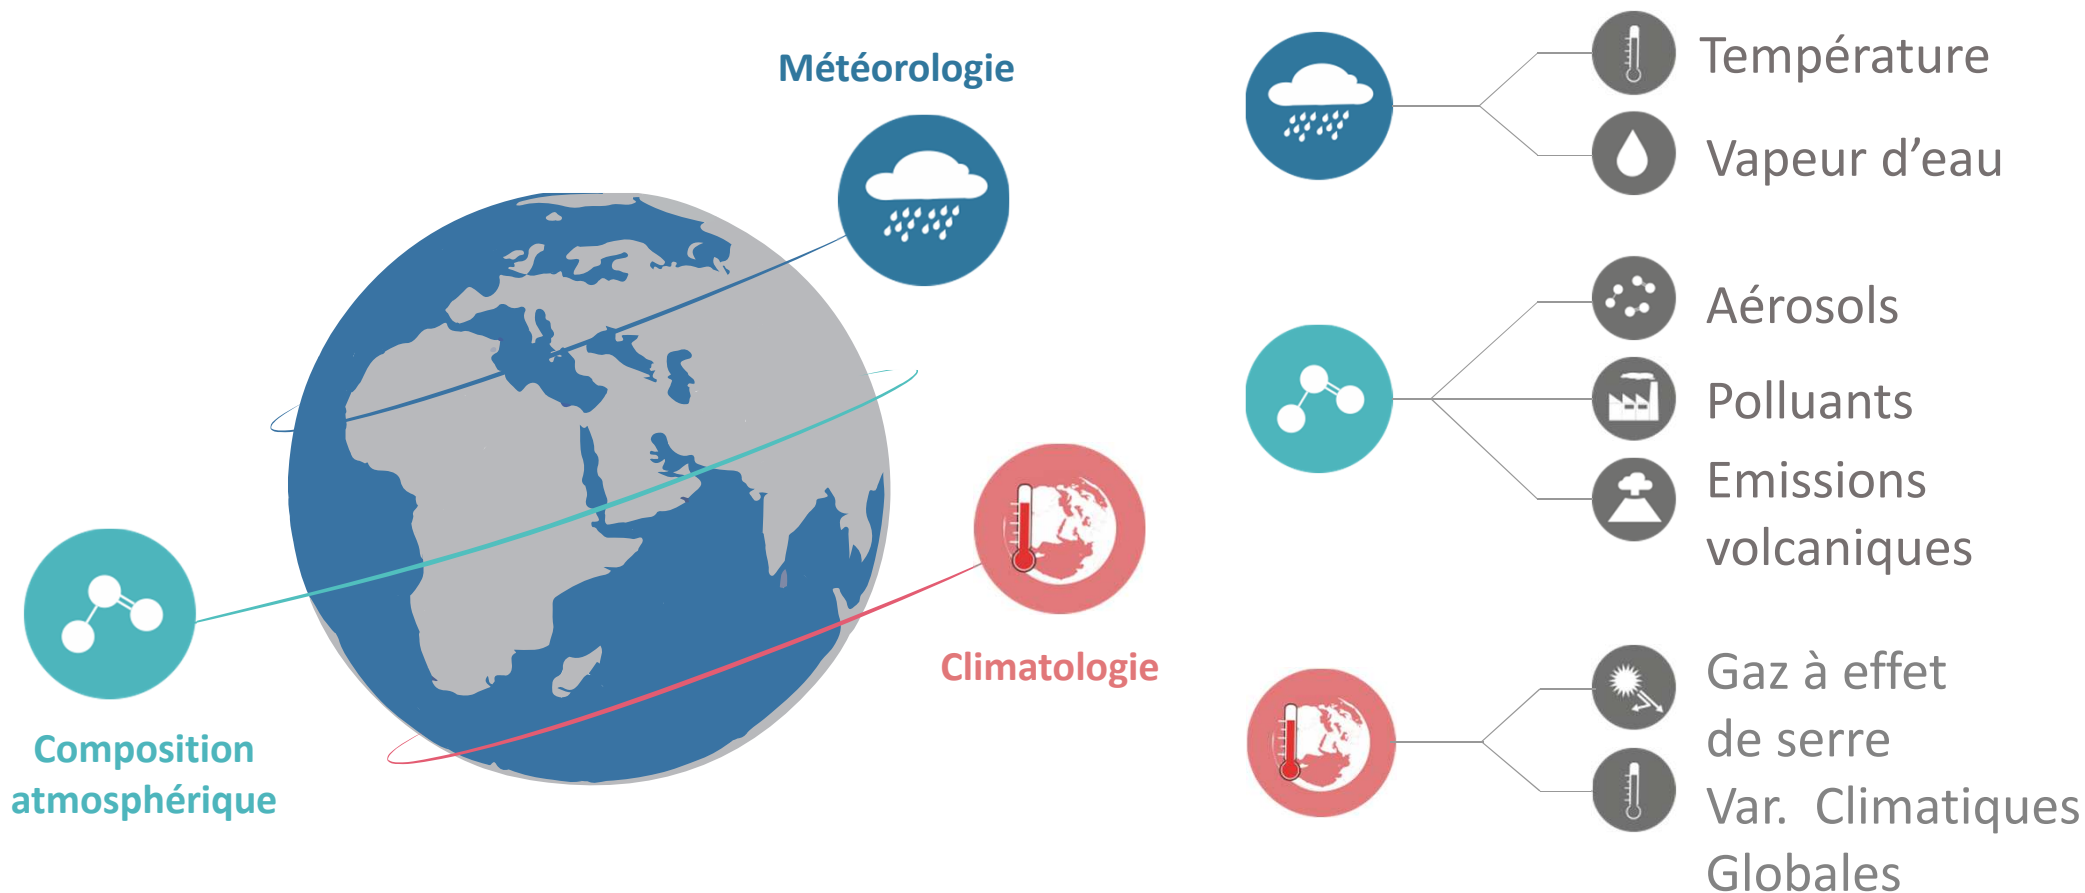 Météorologie
Climatologie
Composition
atmosphérique
Température
Vapeur d’eau
Aérosols
Polluants
Emissions
volcaniques
Gaz à effet
de serre
Var.  Climatiques
Globales